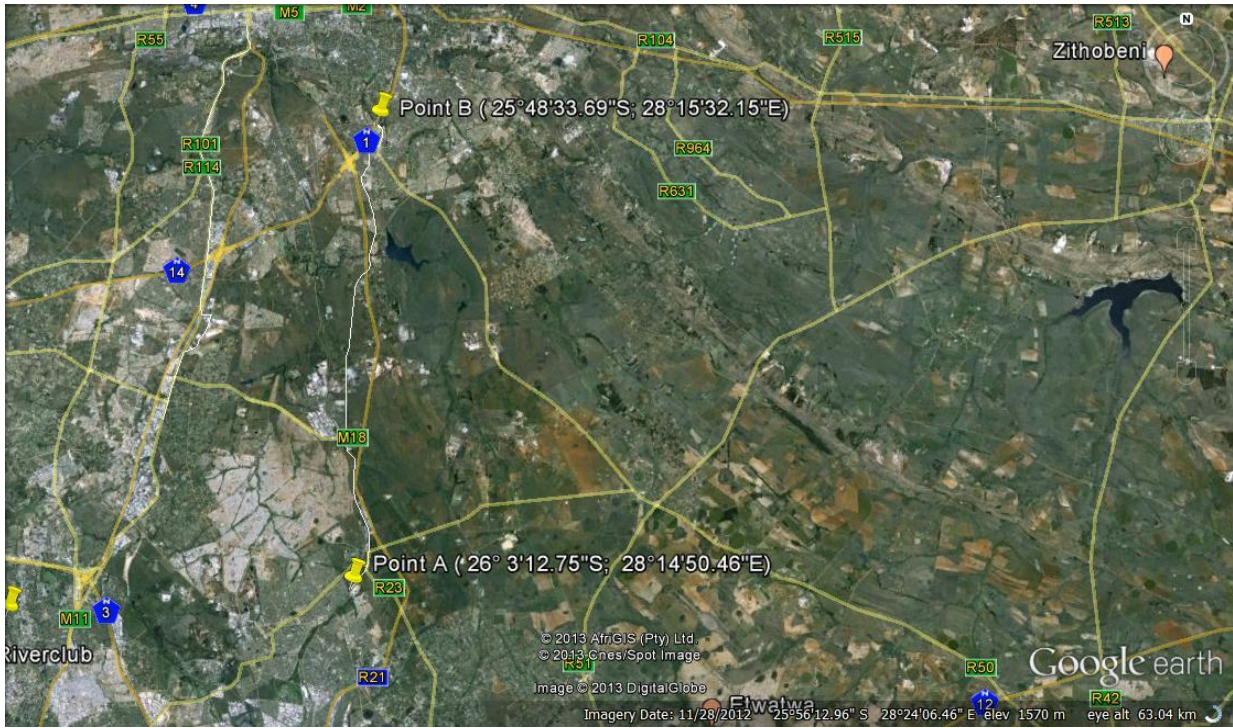 4
M5
M2
R55
R104
R515
R513
N
Zithobeni
Point B ( 25°48'33.69"S; 28°15'32.15"E)
R101
N
1
R114
R964
R631
N
14
M18
Point A ( 26° 3'12.75"S;  28°14'50.46"E)
R23
N
3
M11
Riverclub
R21
© 2013 AfriGIS (Pty) Ltd.
© 2013 Cnes/Spot Image
R51
R50
Google earth
Image © 2013 DigitalGlobe
Etwatwa
N
12
R42
Imagery Date: 11/28/2012   25°56'12.96" S   28°24'06.46" E  elev  1570 m    eye alt  63.04 km